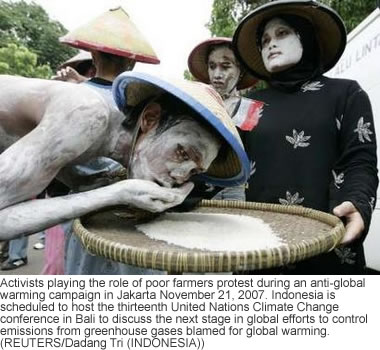 ALU LINT
Activists playing the role of poor farmers protest during an anti-global
warming campaign in Jakarta November 21, 2007. Indonesia is
scheduled to host the thirteenth United Nations Climate Change
conference in Bali to discuss the next stage in global efforts to control
emissions from greenhouse gases blamed for global warming.
(REUTERS/Dadang Tri (INDONESIA))